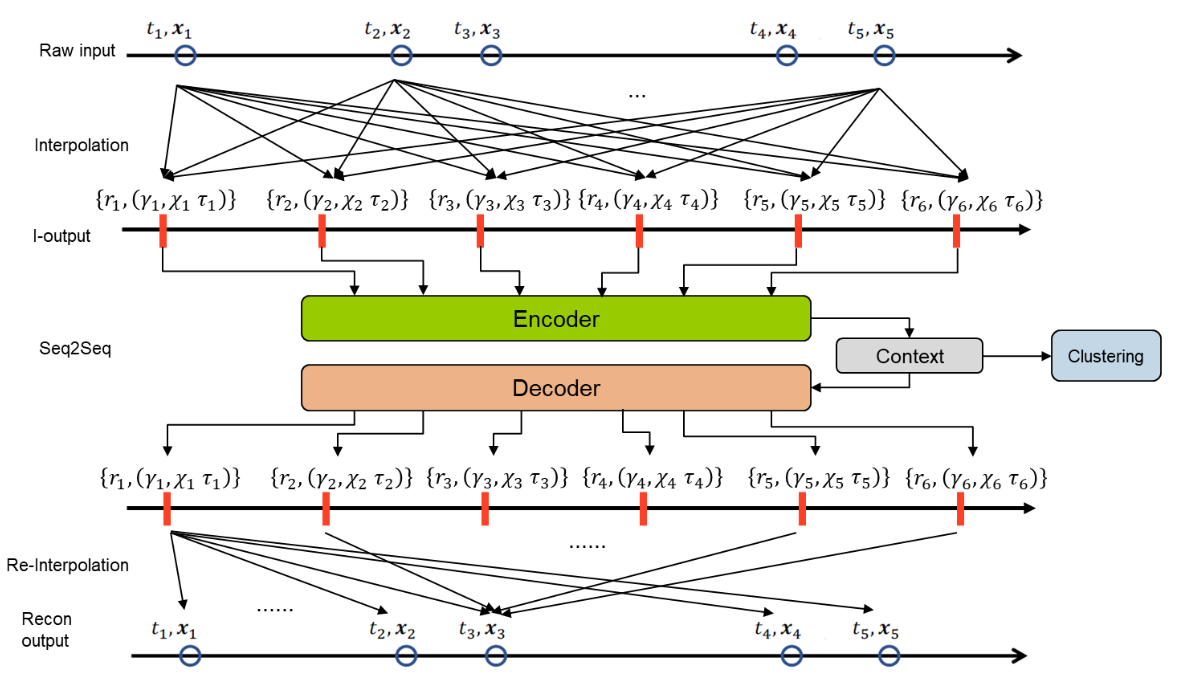 t₁, x₁ t₂, x₂ t₃, x₃ t₄, x₄ t₅, x₅
Raw input
...
Interpolation
{r₁, (γ₁, χ₁ τ₁)} {r₂, (γ₂, χ₂ τ₂)} {r₃, (γ₃, χ₃ τ₃)} {r₄, (γ₄, χ₄ τ₄)} {r₅, (γ₅, χ₅ τ₅)} {r₆, (γ₆, χ₆ τ₆)}
I-output
Encoder
Seq2Seq
Context
Clustering
Decoder
{r₁, (γ₁, χ₁ τ₁)} {r₂, (γ₂, χ₂ τ₂)} {r₃, (γ₃, χ₃ τ₃)} {r₄, (γ₄, χ₄ τ₄)} {r₅, (γ₅, χ₅ τ₅)} {r₆, (γ₆, χ₆ τ₆)}
......
Re-Interpolation
......
Recon
output
t₁, x₁ t₂, x₂ t₃, x₃ t₄, x₄ t₅, x₅